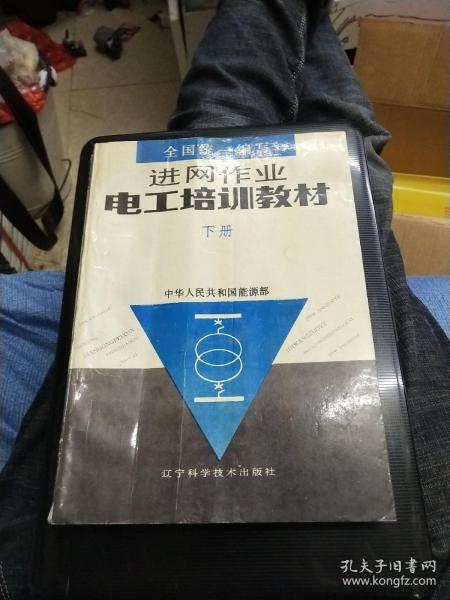 全国统一编写
进网作业
电工培训教材
下册
中华人民共和国能源部
辽宁科学技术出版社
孔夫子旧书网
www.kongfz.com